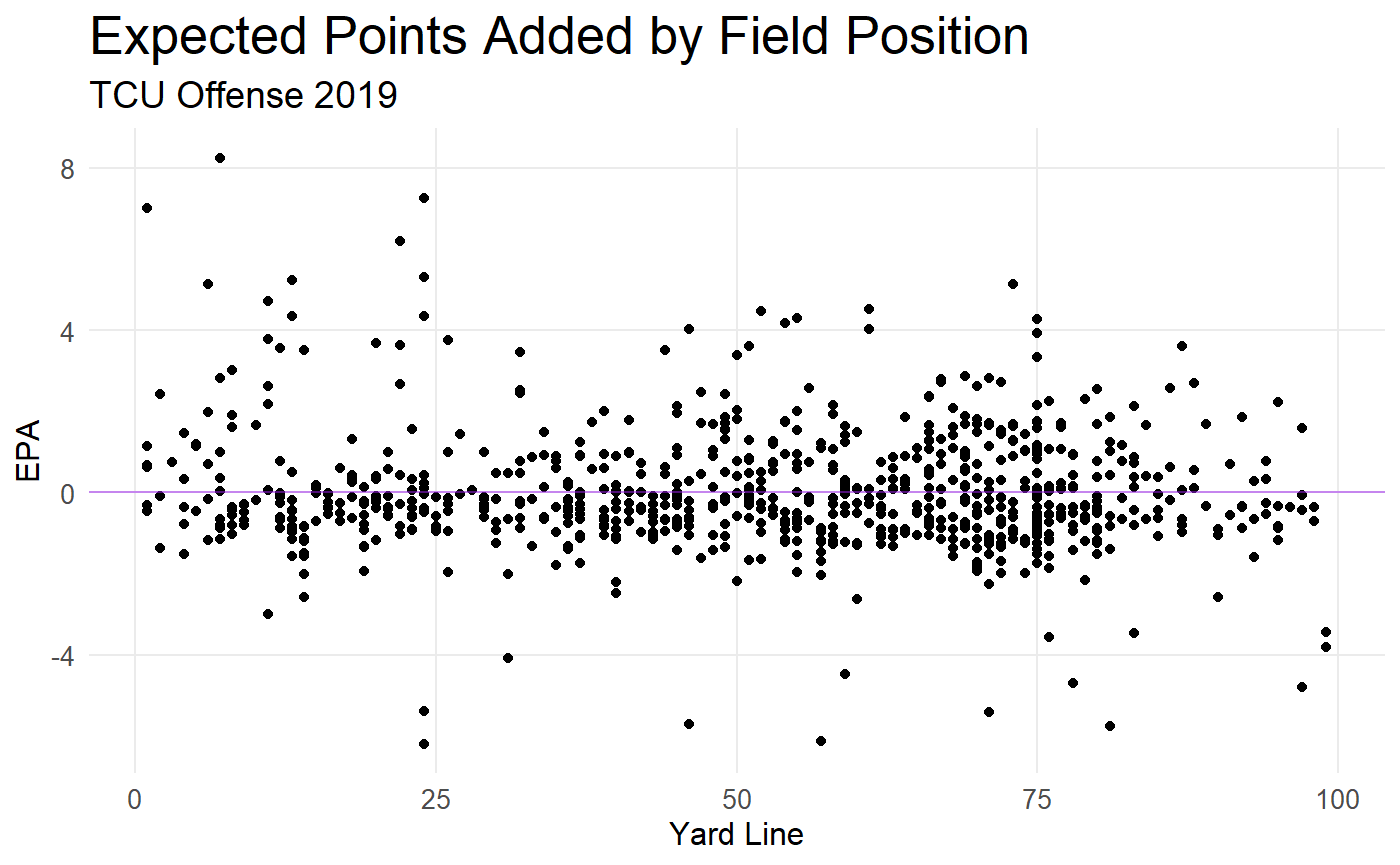 Expected Points Added by Field Position
TCU Offense 2019
8
4
0
-4
EPA
0 25 50 75 100
Yard Line